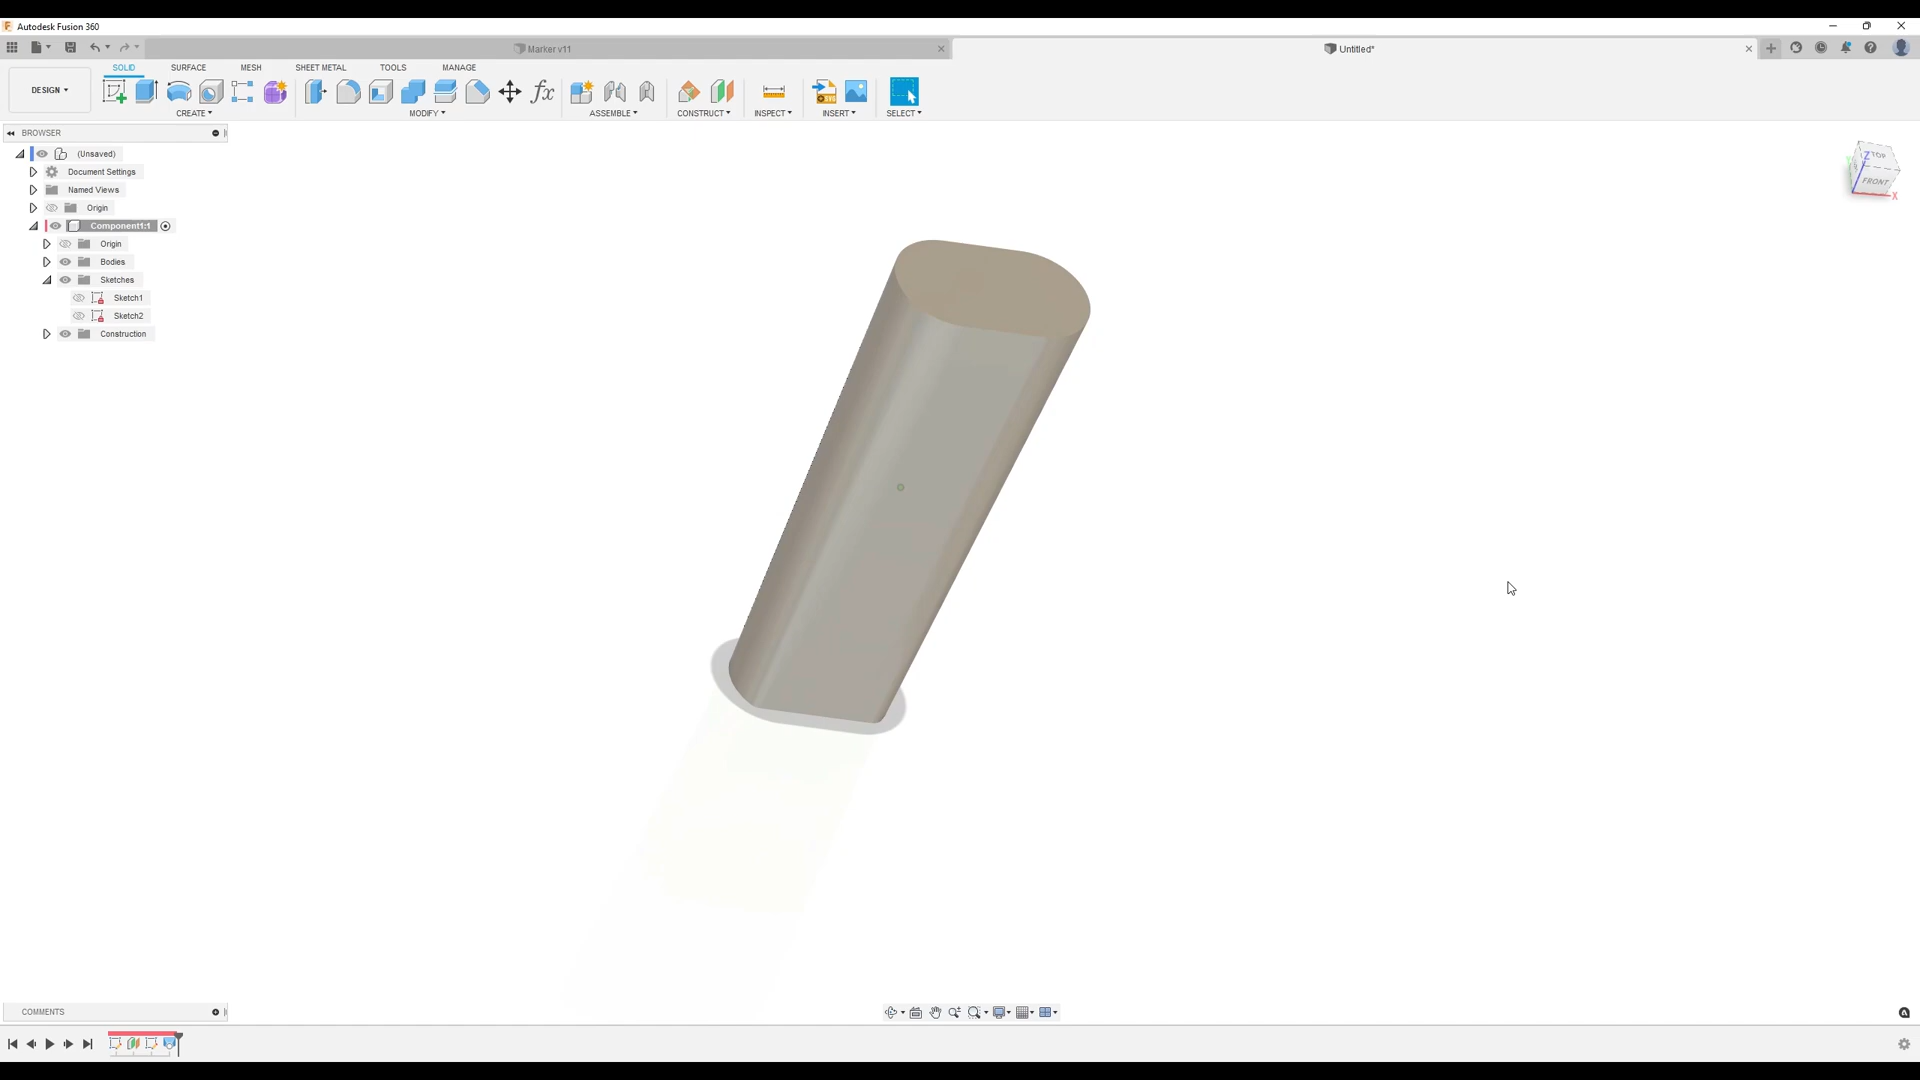 Autodesk Fusion 360
Marker v11
Untitled*
SOLID
SURFACE
MESH
SHEET METAL
TOOLS
MANAGE
DESIGN
CREATE
MODIFY
ASSEMBLE
CONSTRUCT
INSPECT
INSERT
SELECT
BROWSER
(Unsaved)
Document Settings
Named Views
Origin
Component1:1
Origin
Bodies
Sketches
Sketch1
Sketch2
Construction
Z
TOP
FRONT
X
COMMENTS